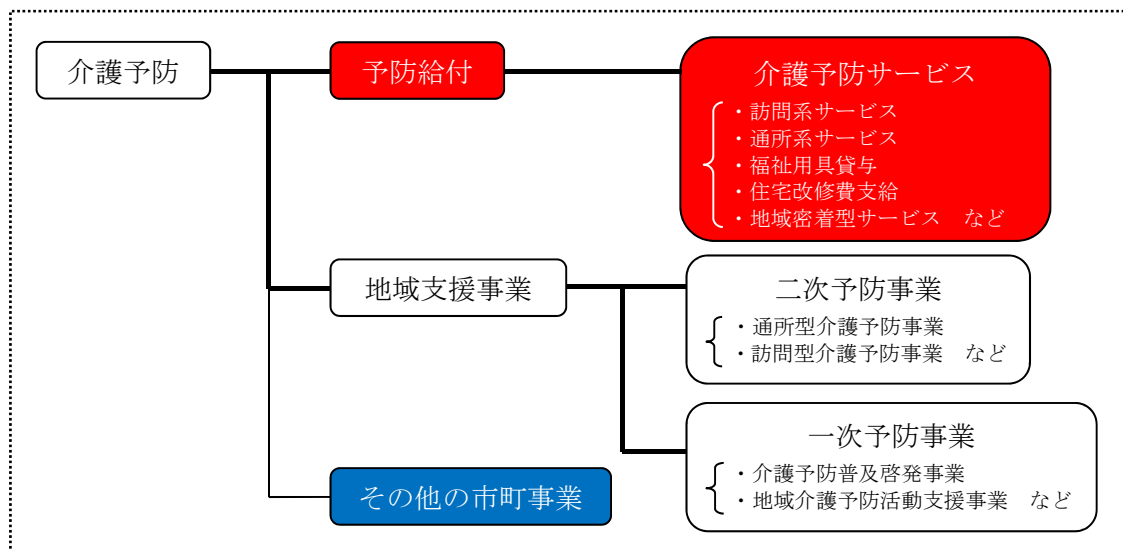 介護予防
予防給付
介護予防サービス
・訪問系サービス
・通所系サービス
・福祉用具貸与
・住宅改修費支給
・地域密着型サービス　など
地域支援事業
二次予防事業
・通所型介護予防事業
・訪問型介護予防事業　など
一次予防事業
・介護予防普及啓発事業
・地域介護予防活動支援事業　など
その他の市町事業